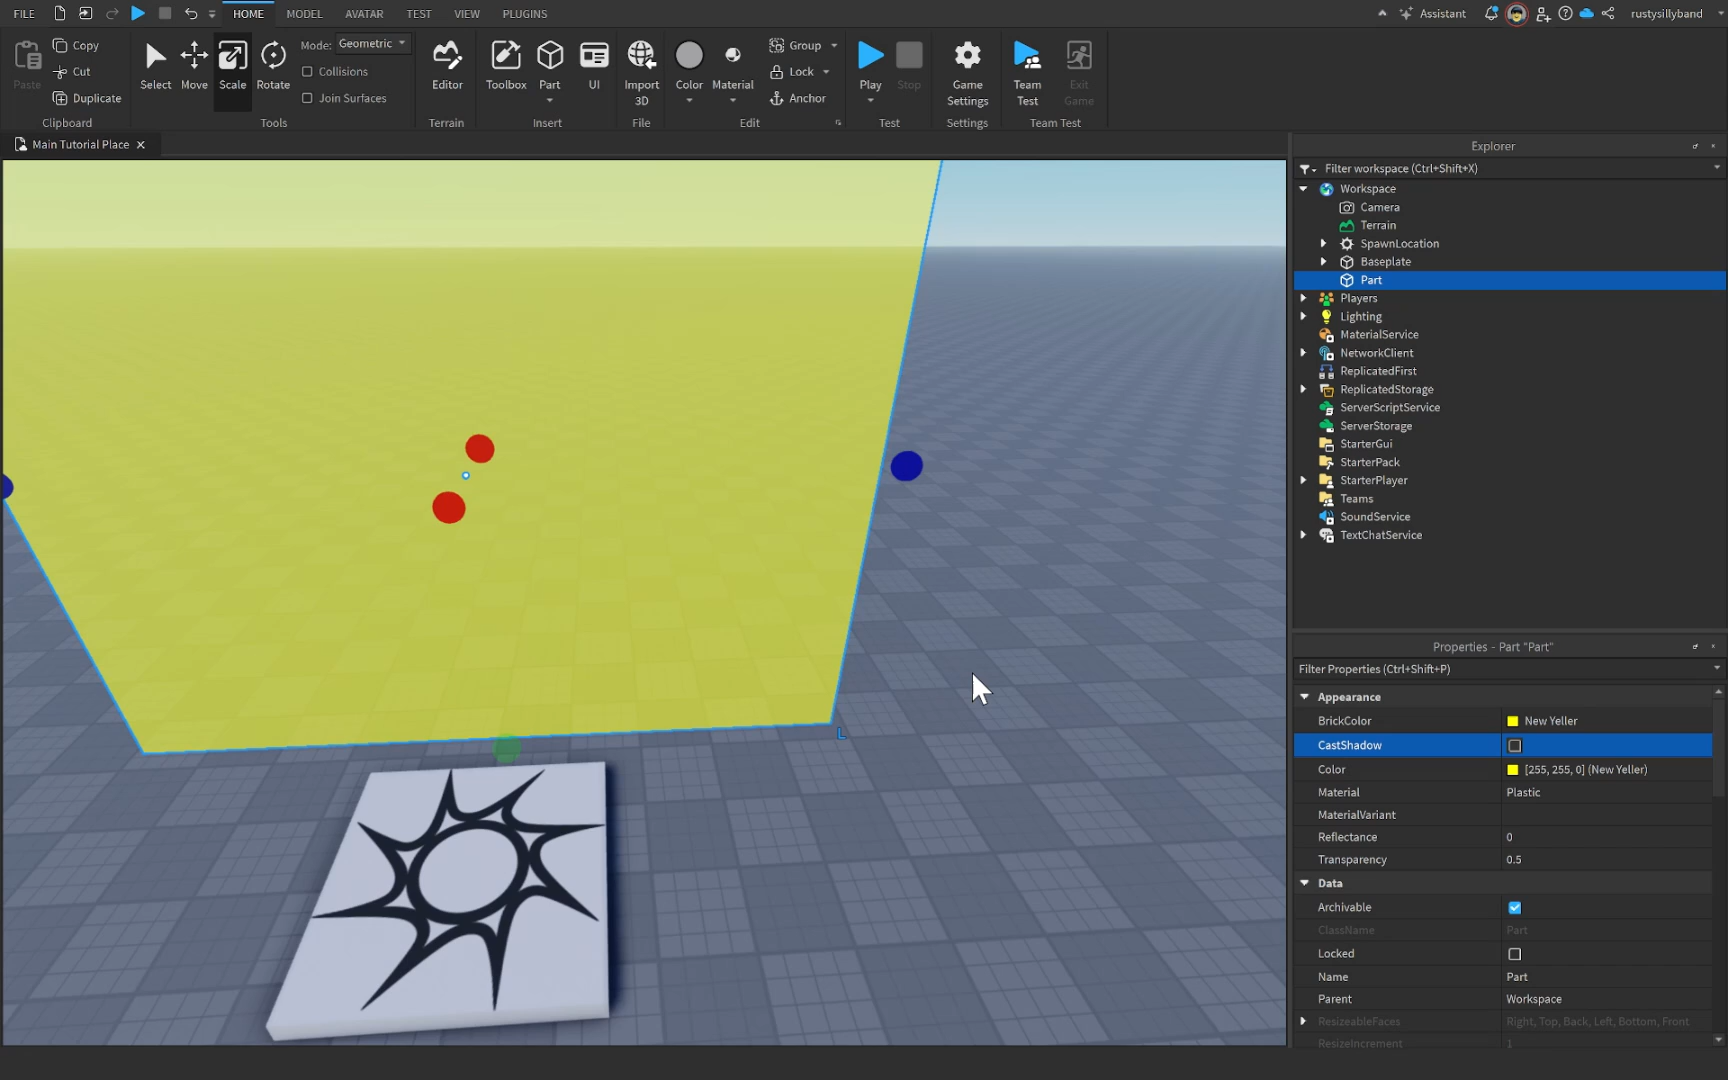 FILE HOME MODEL AVATAR TEST VIEW PLUGINS Assistant rustysillyband
Paste Copy Cut Duplicate Clipboard
Select Move Scale Rotate Mode: Geometric Collisions Join Surfaces Tools
Editor Terrain
Toolbox Part UI Insert
Import 3D File
Color Material Group Lock Anchor Edit
Play Stop Test
Game Settings Settings
Team Test Exit Game Team Test
Main Tutorial Place
L
Explorer
Filter workspace (Ctrl+Shift+X)
Workspace
Camera
Terrain
SpawnLocation
Baseplate
Part
Players
Lighting
MaterialService
NetworkClient
ReplicatedFirst
ReplicatedStorage
ServerScriptService
ServerStorage
StarterGui
StarterPack
StarterPlayer
Teams
SoundService
TextChatService
Properties - Part "Part"
Filter Properties (Ctrl+Shift+P)
Appearance
BrickColor New Yeller
CastShadow
Color [255, 255, 0] (New Yeller)
Material Plastic
MaterialVariant
Reflectance 0
Transparency 0.5
Data
Archivable
ClassName Part
Locked
Name Part
Parent Workspace
ResizeableFaces Right, Top, Back, Left, Bottom, Front
ResizeIncrement 1